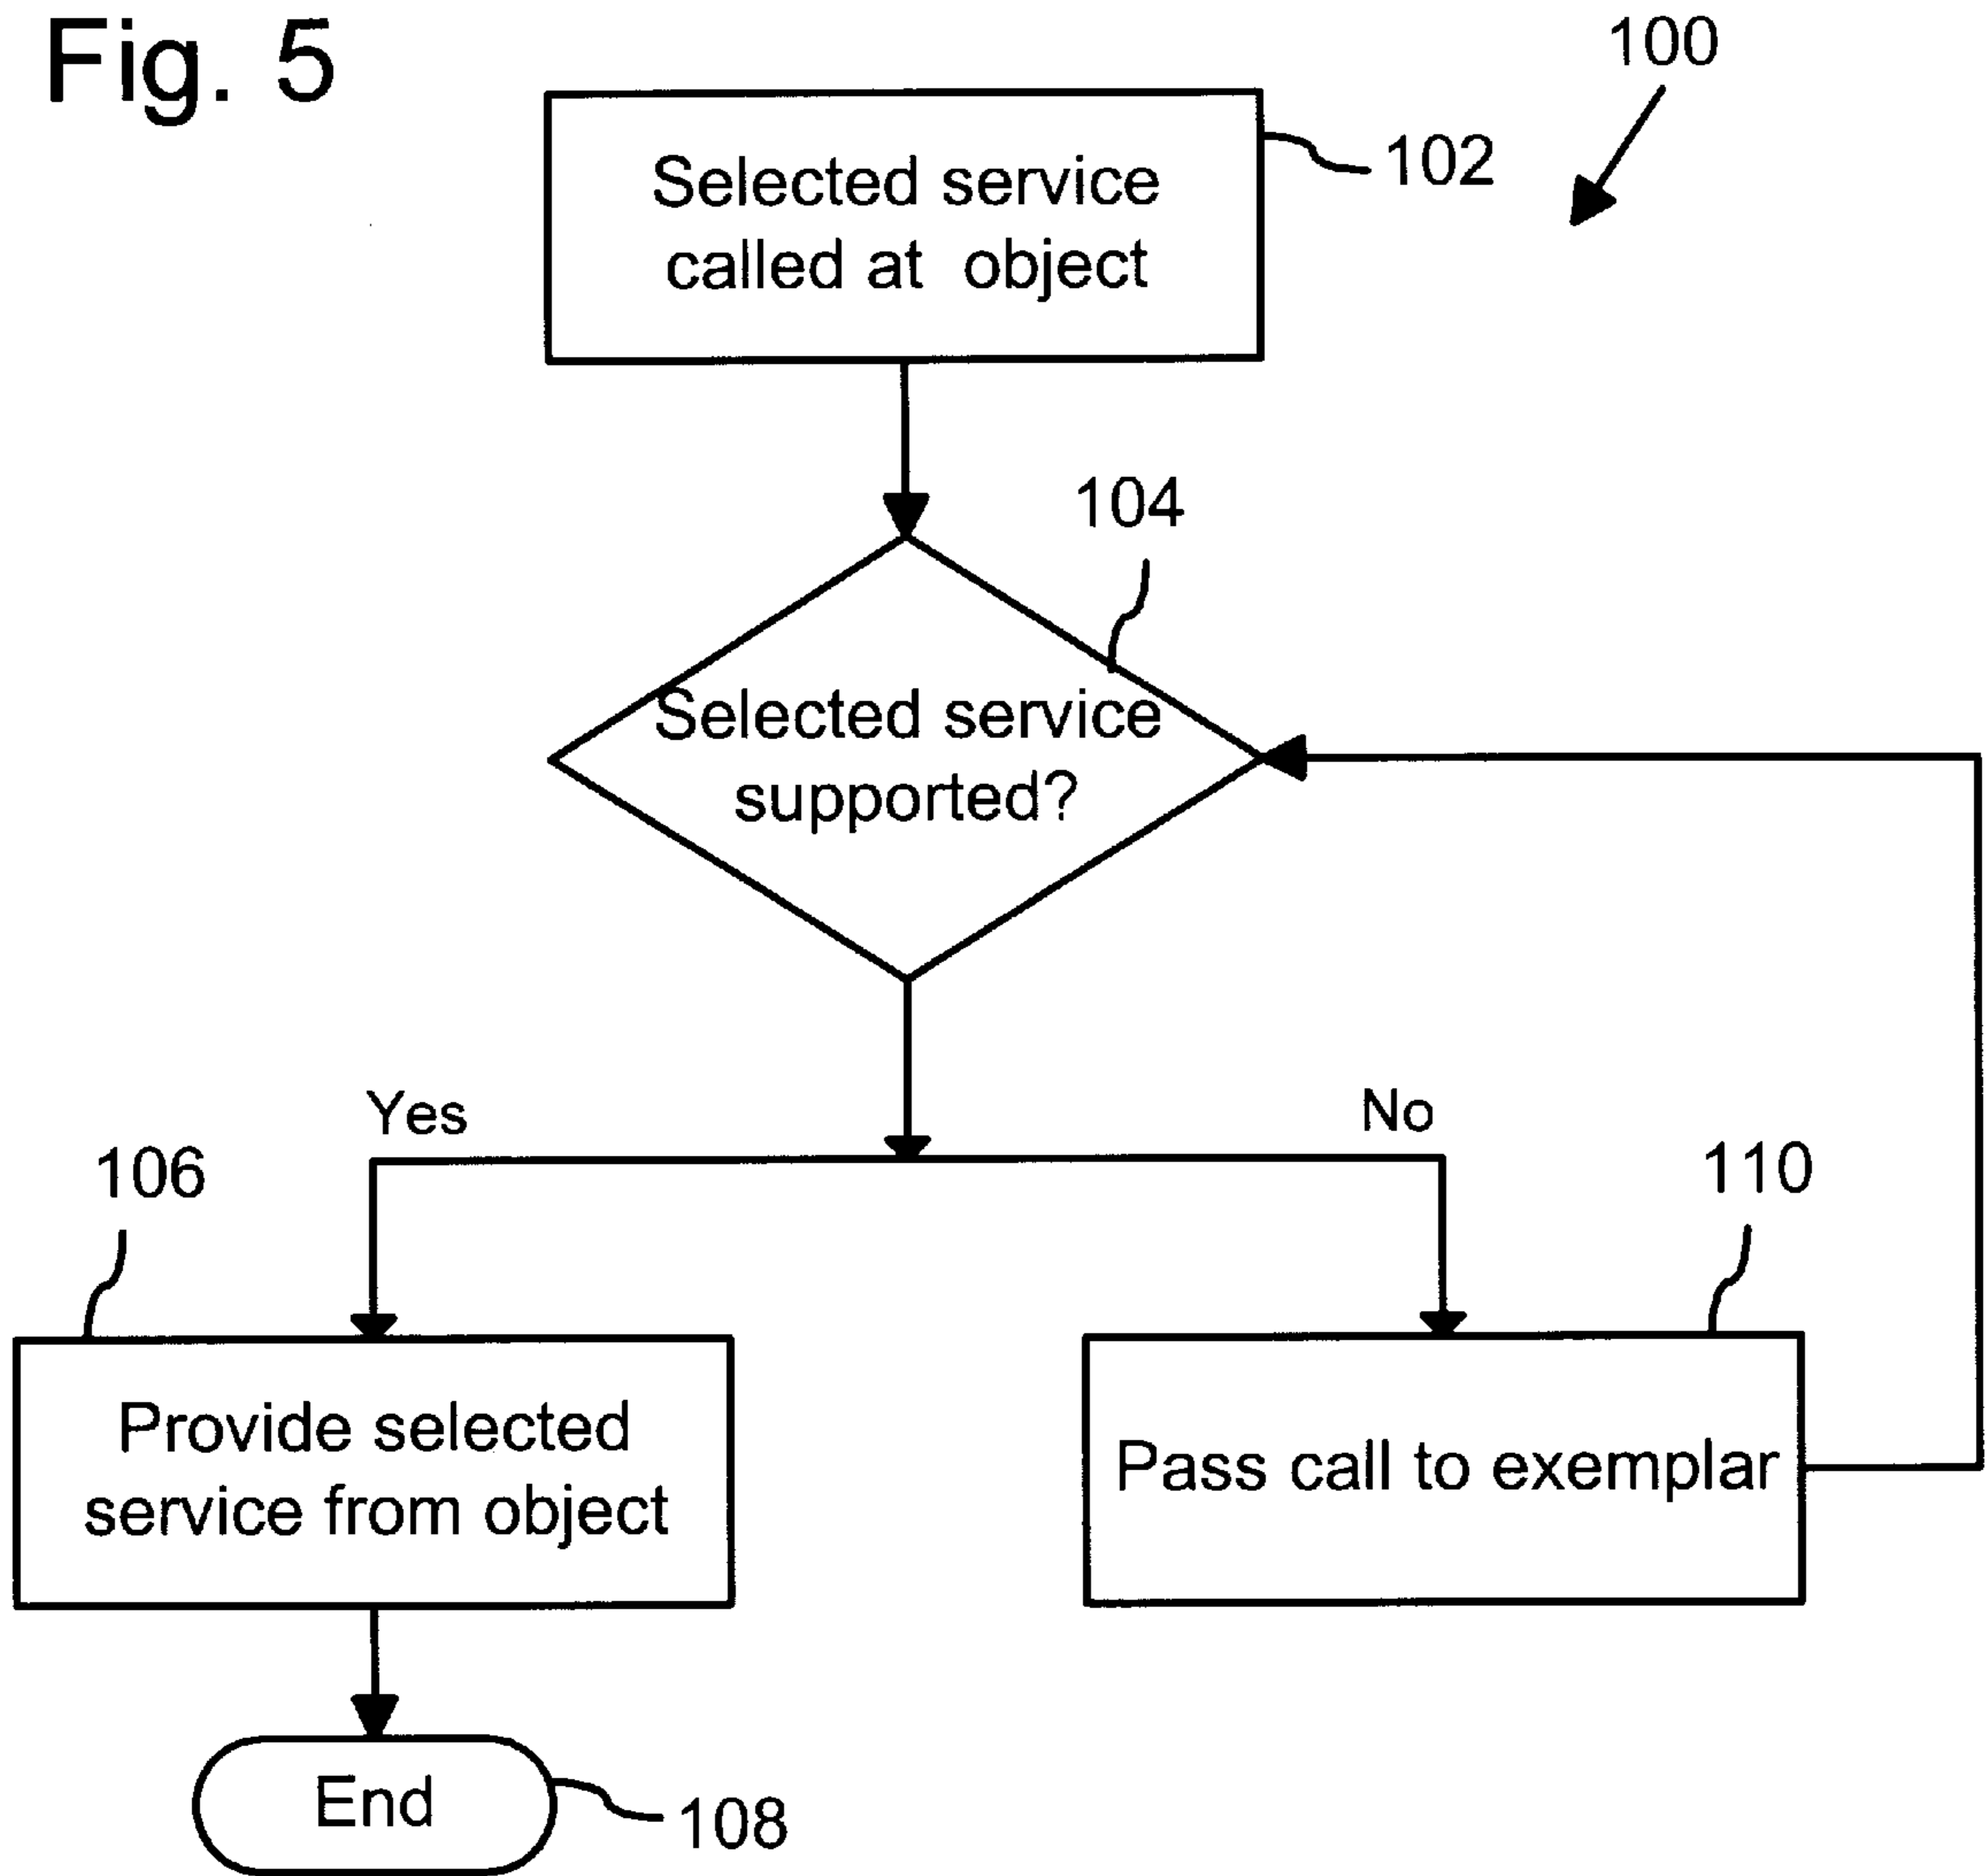 Fig. 5
100
Selected service
called at object
102
104
Selected service
supported?
Yes
No
106
110
Provide selected
service from object
Pass call to exemplar
End
108